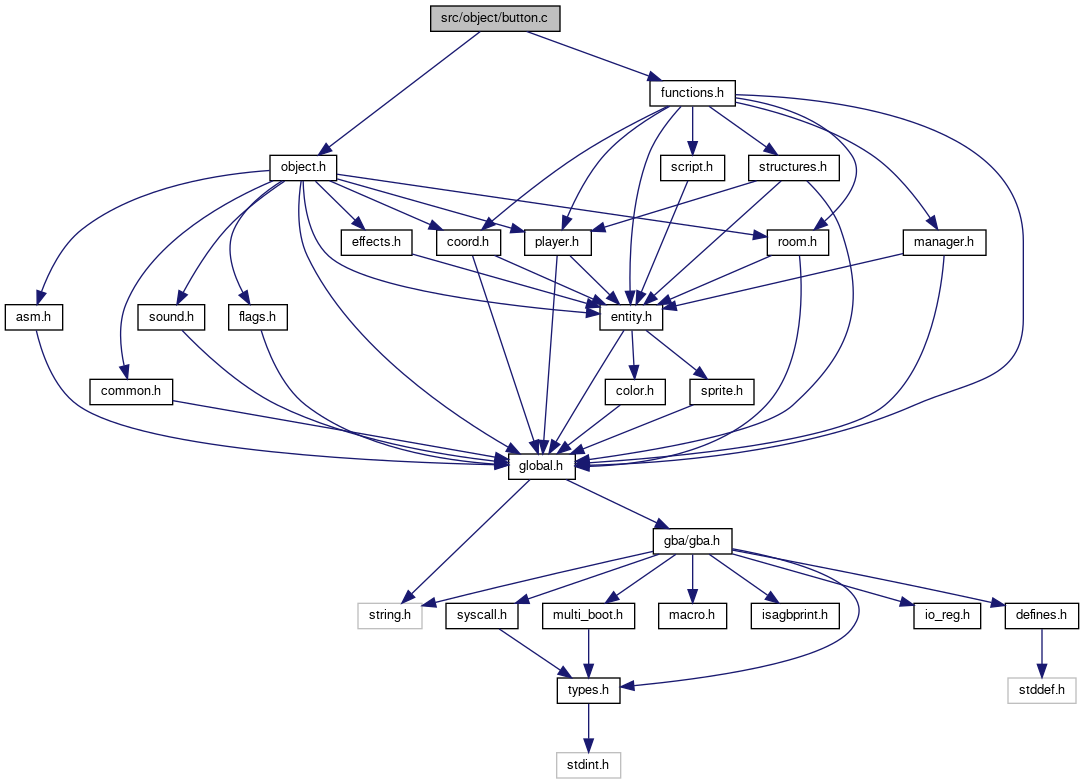 src/object/button.c
functions.h
object.h
script.h
structures.h
effects.h
coord.h
player.h
room.h
manager.h
asm.h
sound.h
flags.h
entity.h
common.h
color.h
sprite.h
global.h
gba/gba.h
string.h
syscall.h
multi_boot.h
macro.h
isagbprint.h
io_reg.h
defines.h
types.h
stddef.h
stdint.h